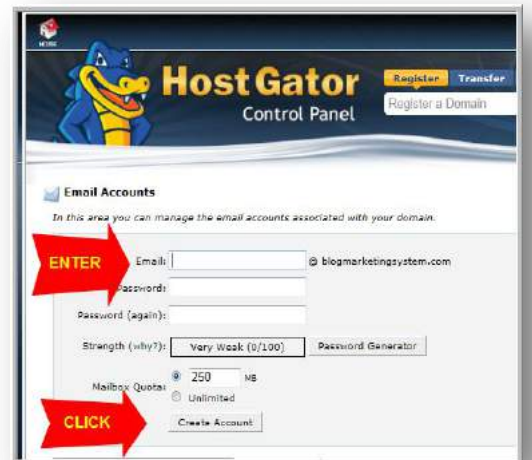 HOME
HostGator
Control Panel
Register Transfer
Register a Domain
Email Accounts
In this area you can manage the email accounts associated with your domain.
ENTER
Email: @ blogmarketingsystem.com
Password:
Password (again):
Strength (why?): Very Weak (0/100) Password Generator
Mailbox Quota: 250 MB
Unlimited
CLICK
Create Account